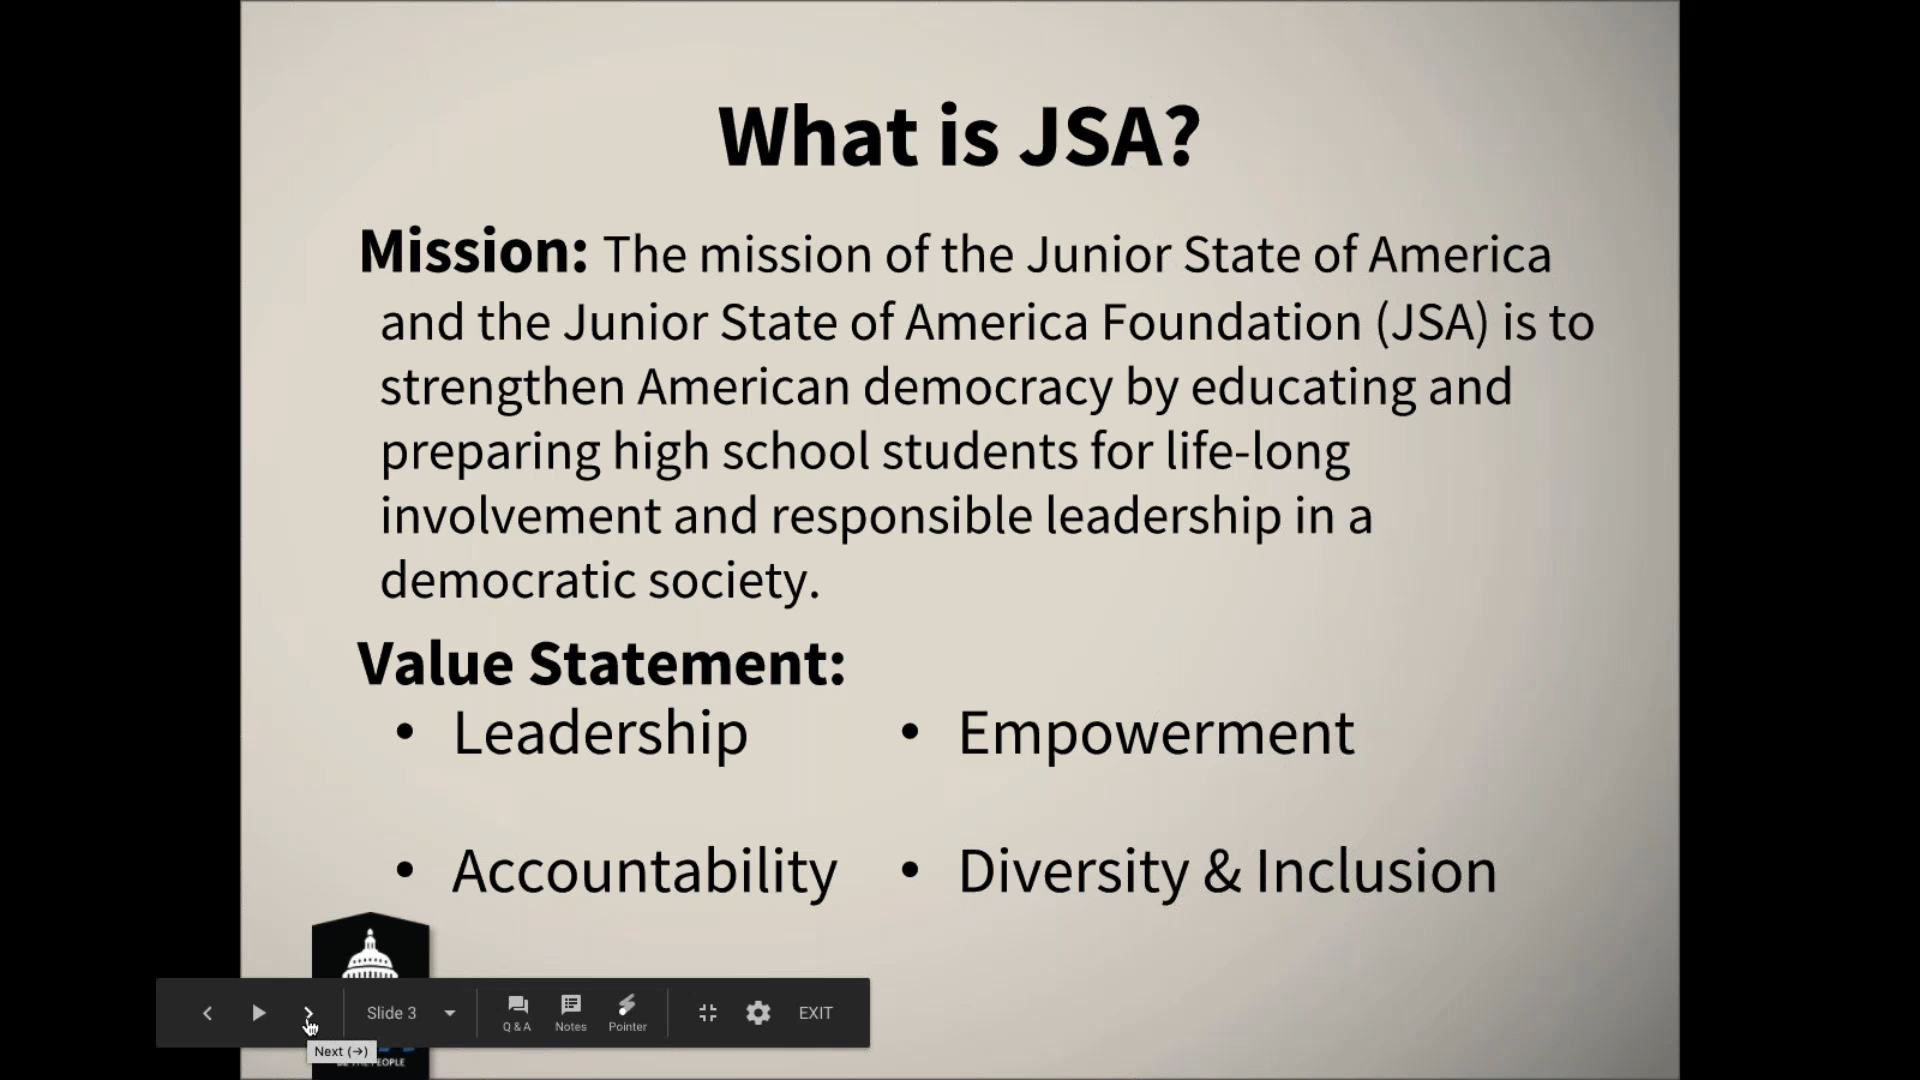 What is JSA?
Mission: The mission of the Junior State of America
and the Junior State of America Foundation (JSA) is to
strengthen American democracy by educating and
preparing high school students for life-long
involvement and responsible leadership in a
democratic society.
Value Statement:
• Leadership • Empowerment
• Accountability • Diversity & Inclusion
Slide 3 Q & A Notes Pointer EXIT
Next (→)
PEOPLE